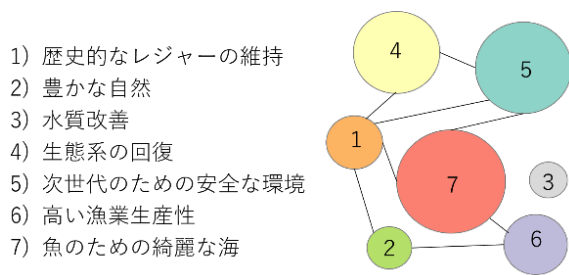 1）歴史的なレジャーの維持
2）豊かな自然
3）水質改善
4）生態系の回復
5）次世代のための安全な環境
6）高い漁業生産性
7）魚のための綺麗な海
4
5
1
7
3
2
6